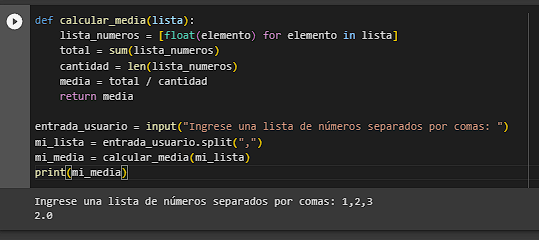 def calcular_media(lista):
    lista_numeros = [float(elemento) for elemento in lista]
    total = sum(lista_numeros)
    cantidad = len(lista_numeros)
    media = total / cantidad
    return media

entrada_usuario = input("Ingrese una lista de números separados por comas: ")
mi_lista = entrada_usuario.split(",")
mi_media = calcular_media(mi_lista)
print(mi_media)
Ingrese una lista de números separados por comas: 1,2,3
2.0